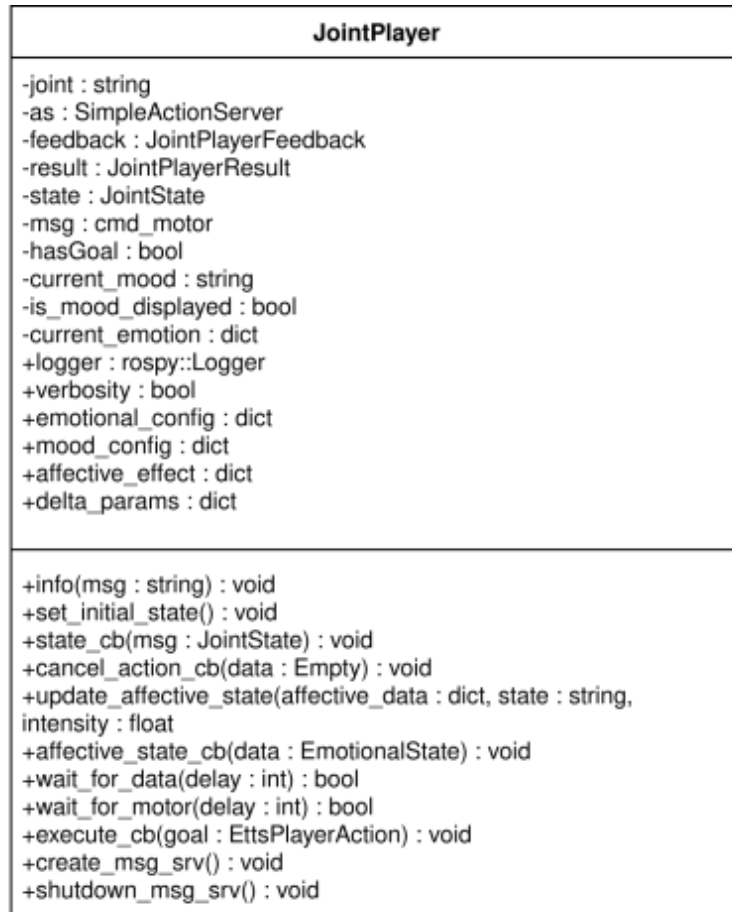 JointPlayer
-joint : string
-as : SimpleActionServer
-feedback : JointPlayerFeedback
-result : JointPlayerResult
-state : JointState
-msg : cmd_motor
-hasGoal : bool
-current_mood : string
-is_mood_displayed : bool
-current_emotion : dict
+logger : rospy::Logger
+verbosity : bool
+emotional_config : dict
+mood_config : dict
+affective_effect : dict
+delta_params : dict
+info(msg : string) : void
+set_initial_state() : void
+state_cb(msg : JointState) : void
+cancel_action_cb(data : Empty) : void
+update_affective_state(affective_data : dict, state : string,
intensity : float
+affective_state_cb(data : EmotionalState) : void
+wait_for_data(delay : int) : bool
+wait_for_motor(delay : int) : bool
+execute_cb(goal : EttsPlayerAction) : void
+create_msg_srv() : void
+shutdown_msg_srv() : void